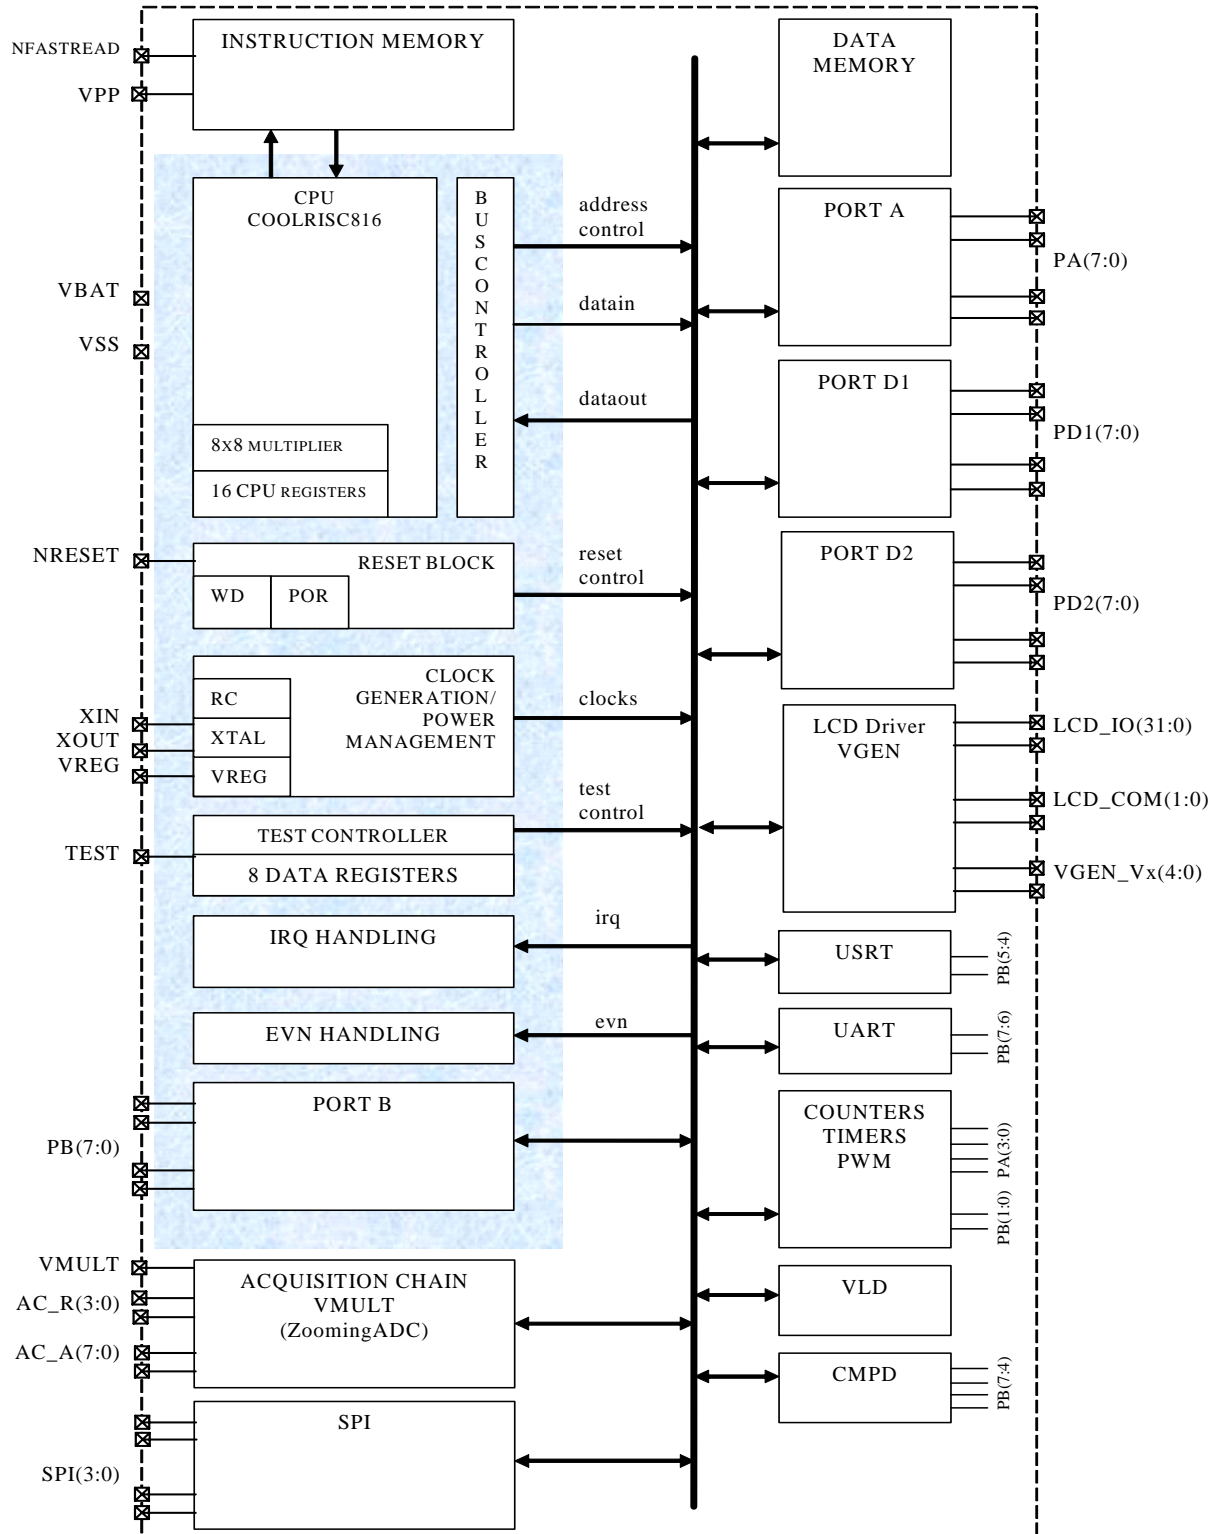 NFASTREAD
VPP
INSTRUCTION MEMORY
CPU
COOLRISC816
8x8 MULTIPLIER
16 CPU REGISTERS
BUSCONTROLLER
VBAT
VSS
address
control
datain
dataout
NRESET
RESET BLOCK
WD
POR
reset
control
CLOCK
GENERATION/
POWER
MANAGEMENT
RC
XTAL
VREG
XIN
XOUT
VREG
clocks
TEST
TEST CONTROLLER
8 DATA REGISTERS
test
control
IRQ HANDLING
irq
EVN HANDLING
evn
PORT B
PB(7:0)
VMULT
AC_R(3:0)
AC_A(7:0)
ACQUISITION CHAIN
VMULT
(ZoomingADC)
SPI
SPI(3:0)
DATA
MEMORY
PORT A
PA(7:0)
PORT D1
PD1(7:0)
PORT D2
PD2(7:0)
LCD Driver
VGEN
LCD_IO(31:0)
LCD_COM(1:0)
VGEN_Vx(4:0)
USRT
PB(5:4)
UART
PB(7:6)
COUNTERS
TIMERS
PWM
PA(3:0)
PB(1:0)
VLD
CMPD
PB(7:4)